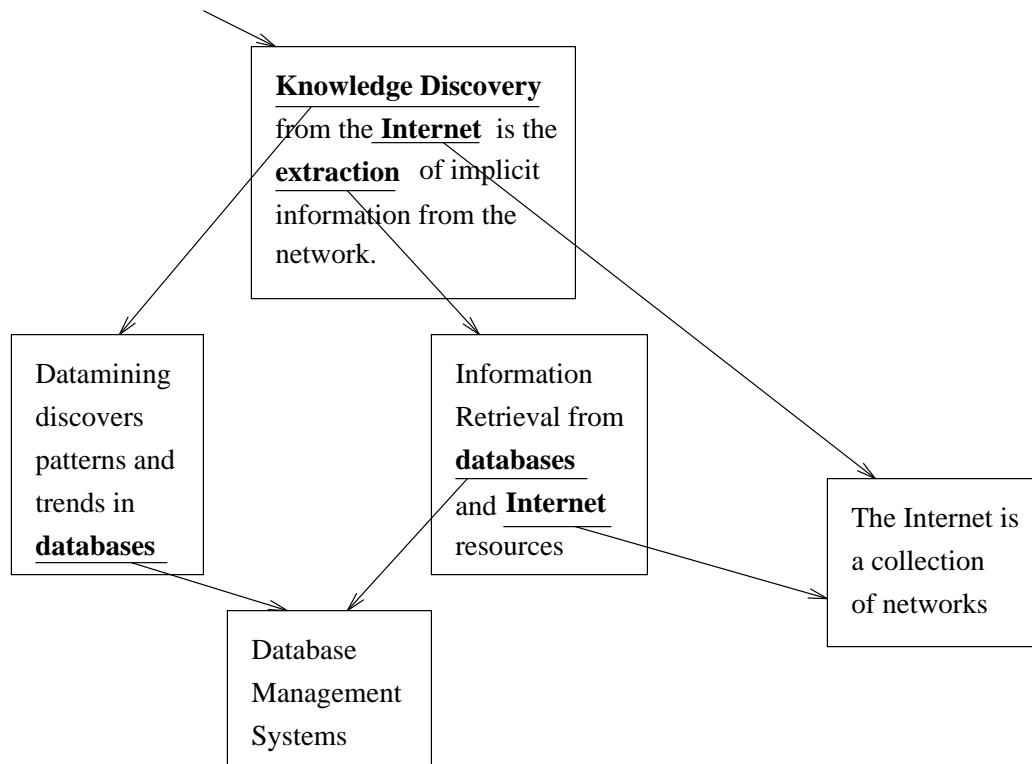 Knowledge Discovery
from the Internet is the
extraction of implicit
information from the
network.
Datamining
discovers
patterns and
trends in
databases
Information
Retrieval from
databases
and Internet
resources
The Internet is
a collection
of networks
Database
Management
Systems